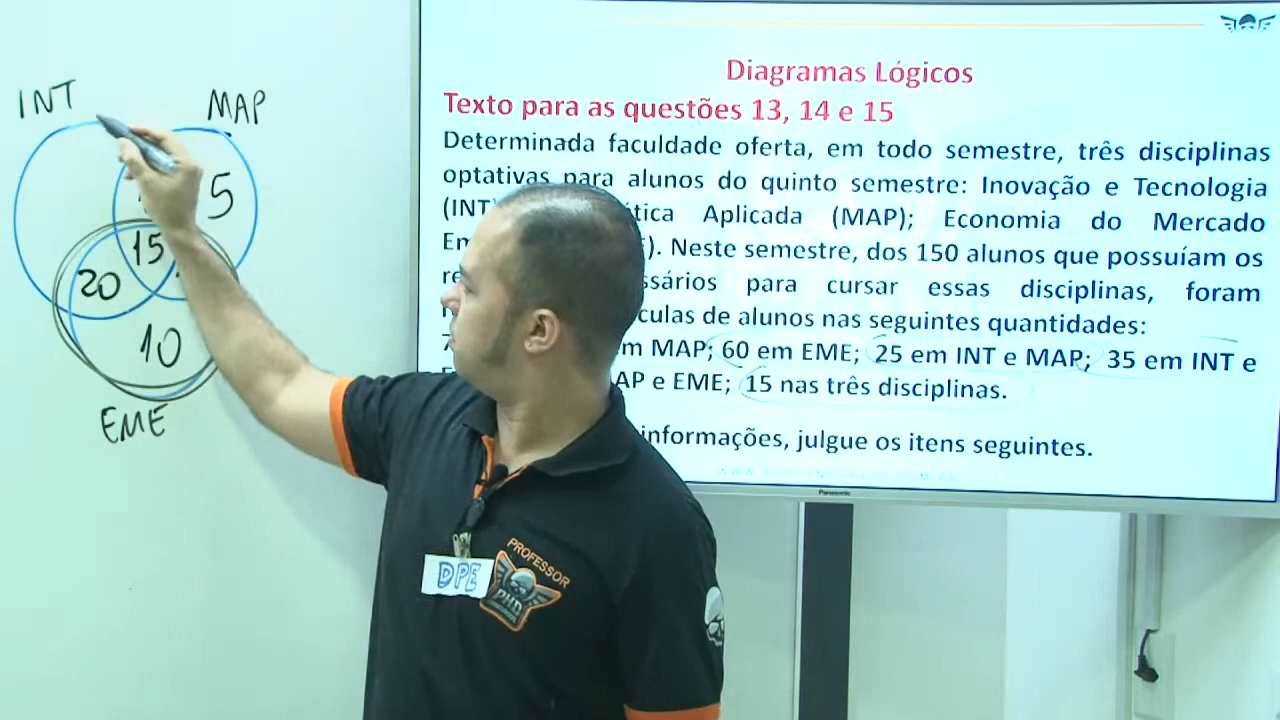 INT
MAP
5
15
20
10
EME
Diagramas Lógicos
Texto para as questões 13, 14 e 15
Determinada faculdade oferta, em todo semestre, três disciplinas
optativas para alunos do quinto semestre: Inovação e Tecnologia
(INT) Aplicada (MAP); Economia do Mercado
Neste semestre, dos 150 alunos que possuíam os
para cursar essas disciplinas, foram
de alunos nas seguintes quantidades:
MAP; 60 em EME; 25 em INT e MAP; 35 em INT e
e EME; 15 nas três disciplinas.
informações, julgue os itens seguintes.
Panasonic
PROFESSOR
PHD
DPE